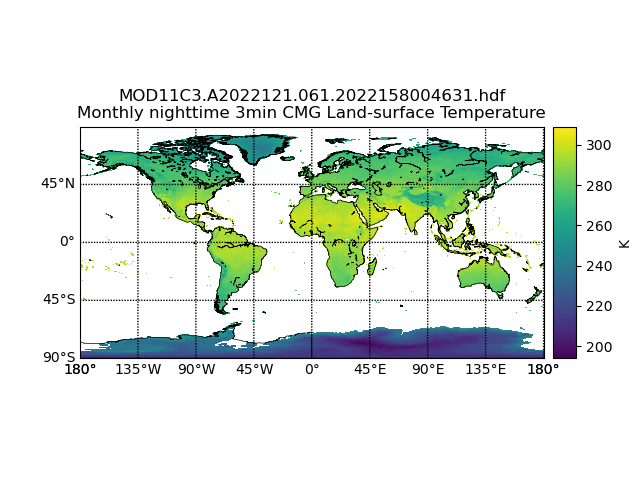 MOD11C3.A2022121.061.2022158004631.hdf
Monthly nighttime 3min CMG Land-surface Temperature
45°N
0°
45°S
90°S
180° 135°W 90°W 45°W 0° 45°E 90°E 135°E 180°
300
280
260
240
220
200
K